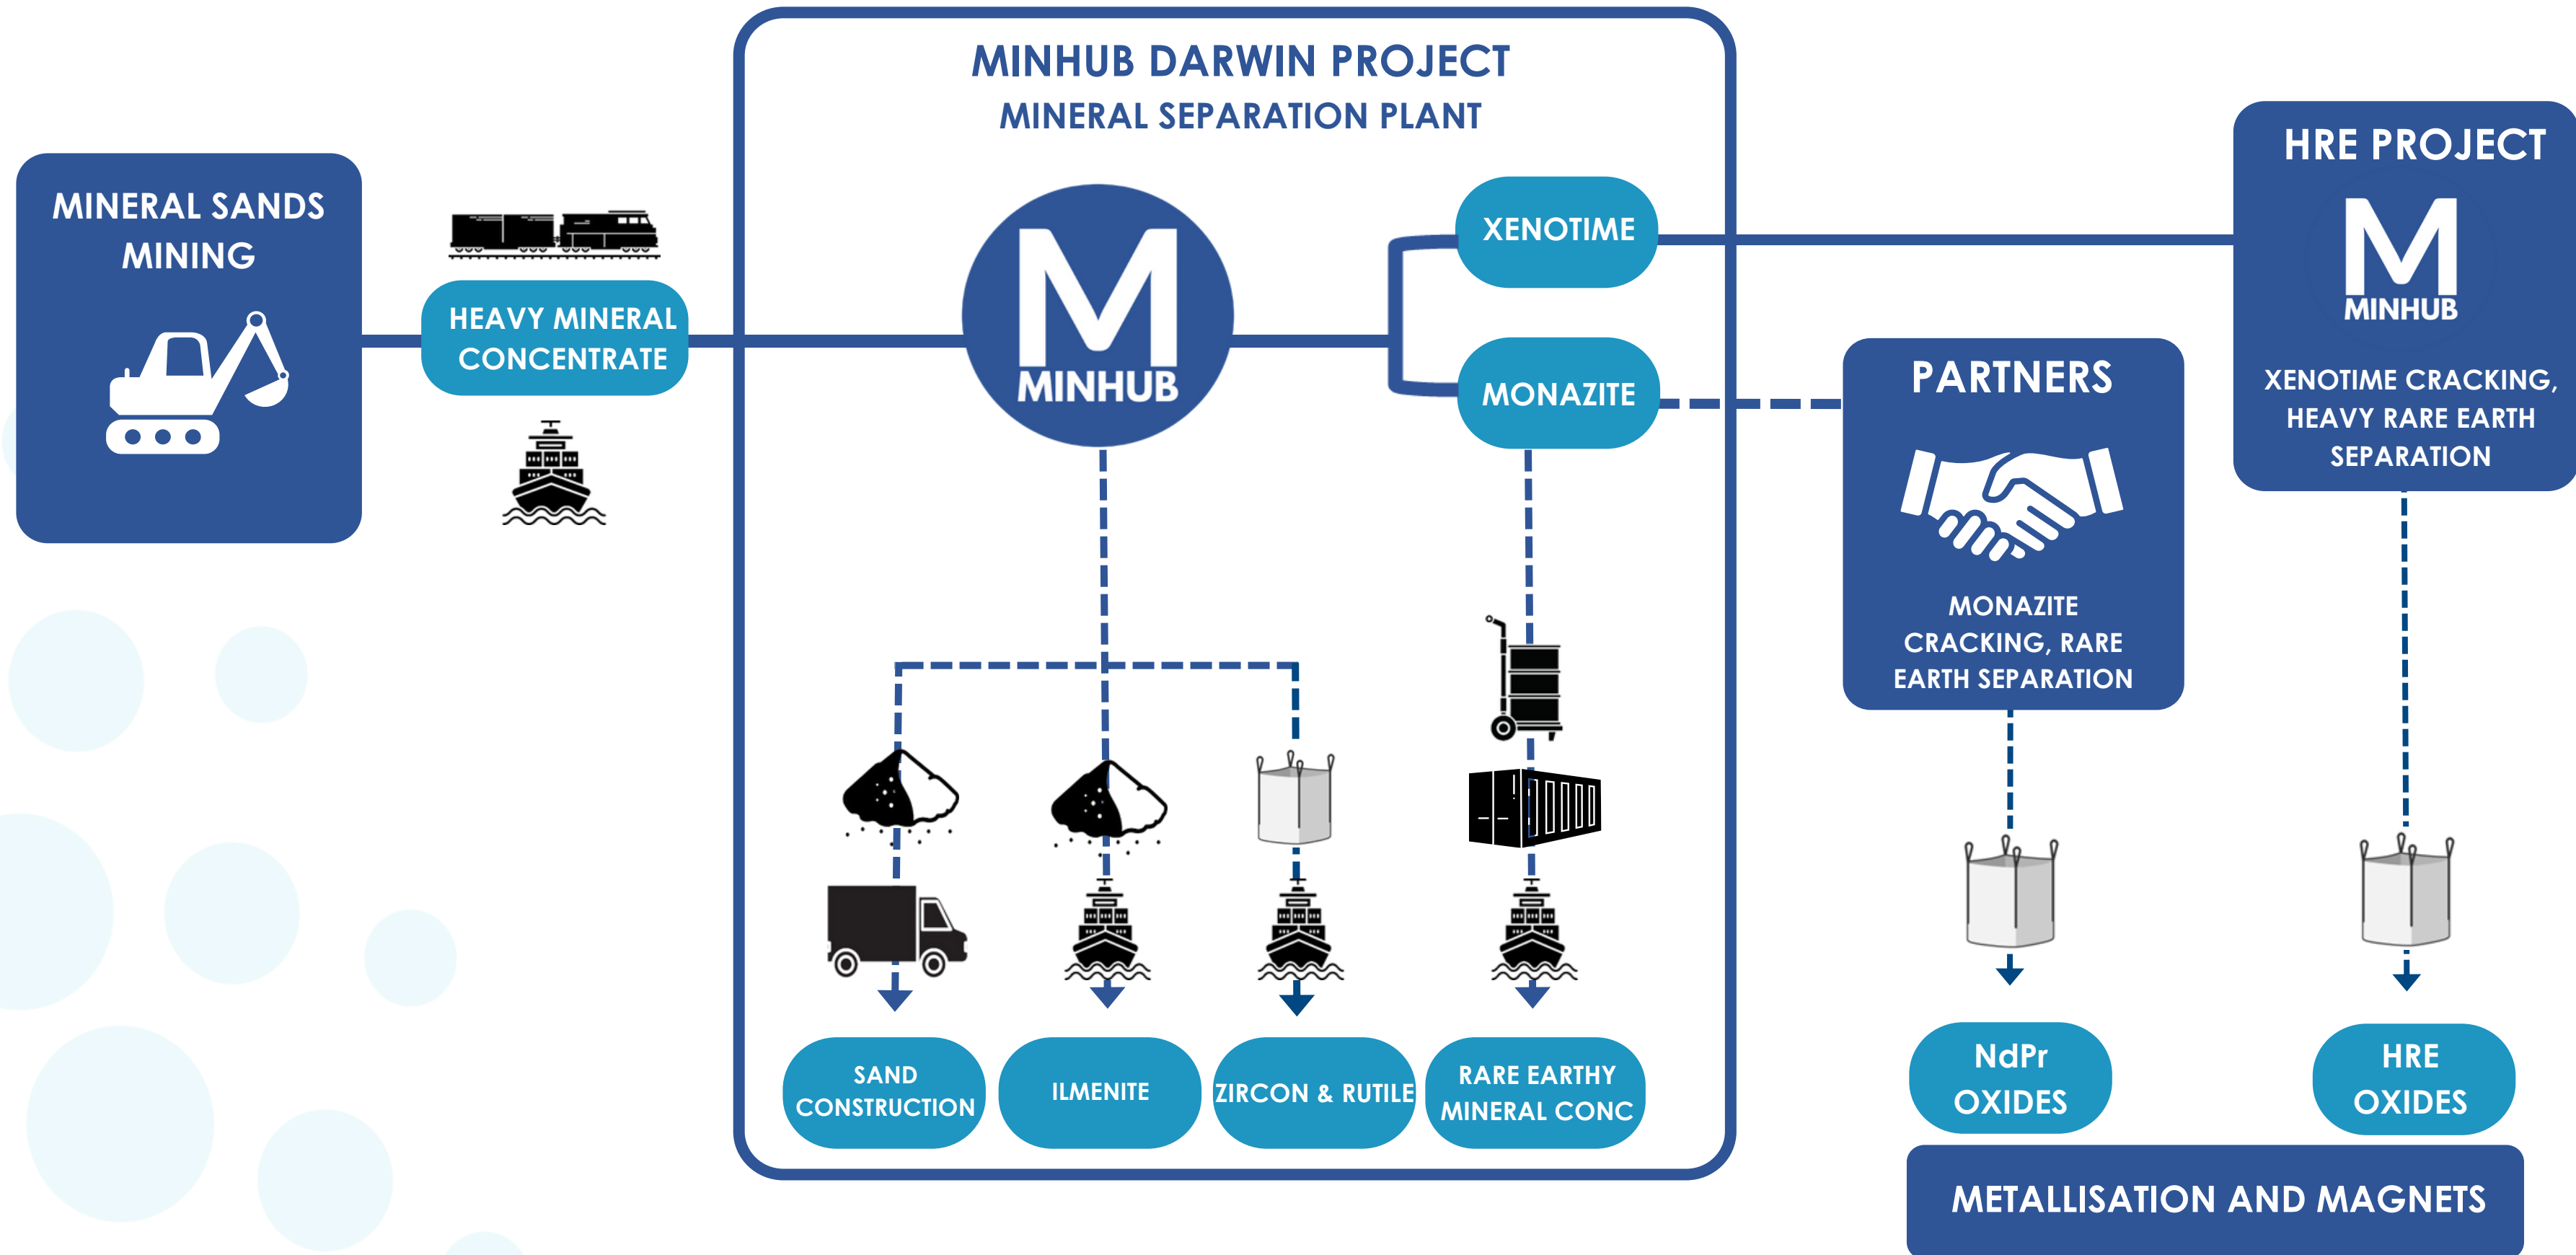 MINHUB DARWIN PROJECT
MINERAL SEPARATION PLANT
MINERAL SANDS
MINING
HEAVY MINERAL
CONCENTRATE
M
MINHUB
XENOTIME
MONAZITE
HRE PROJECT
M
MINHUB
XENOTIME CRACKING,
HEAVY RARE EARTH
SEPARATION
PARTNERS
MONAZITE
CRACKING, RARE
EARTH SEPARATION
SAND
CONSTRUCTION
ILMENITE
ZIRCON & RUTILE
RARE EARTHY
MINERAL CONC
NdPr
OXIDES
HRE
OXIDES
METALLISATION AND MAGNETS